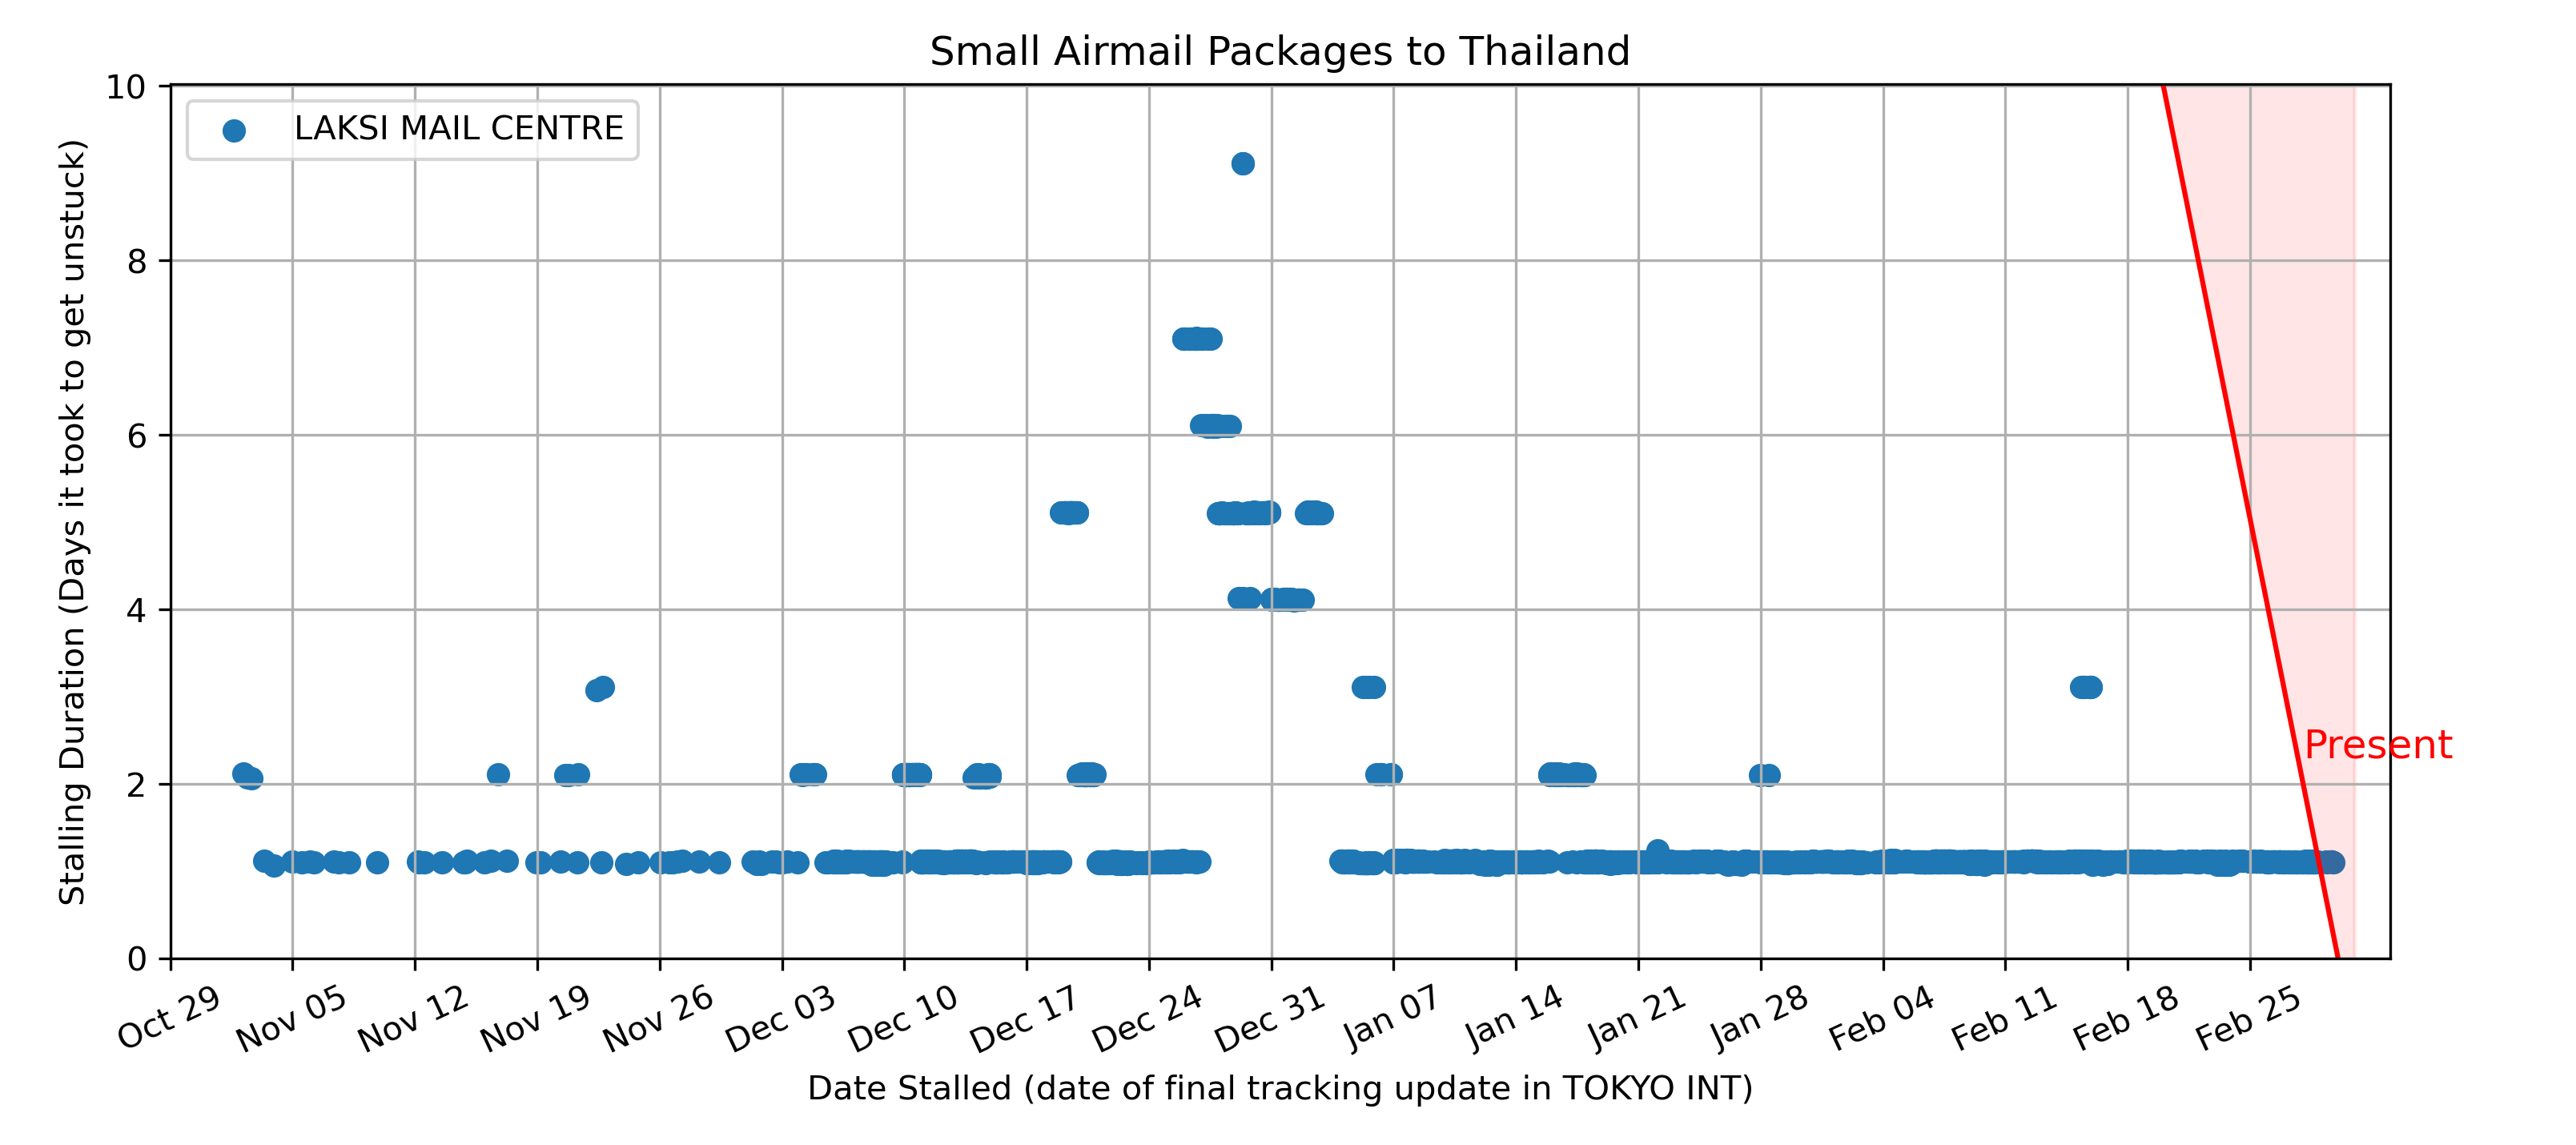 Small Airmail Packages to Thailand
LAKSI MAIL CENTRE
Stalling Duration (Days it took to get unstuck)
10
8
6
4
2
0
Present
Oct 29
Nov 05
Nov 12
Nov 19
Nov 26
Dec 03
Dec 10
Dec 17
Dec 24
Dec 31
Jan 07
Jan 14
Jan 21
Jan 28
Feb 04
Feb 11
Feb 18
Feb 25
Date Stalled (date of final tracking update in TOKYO INT)